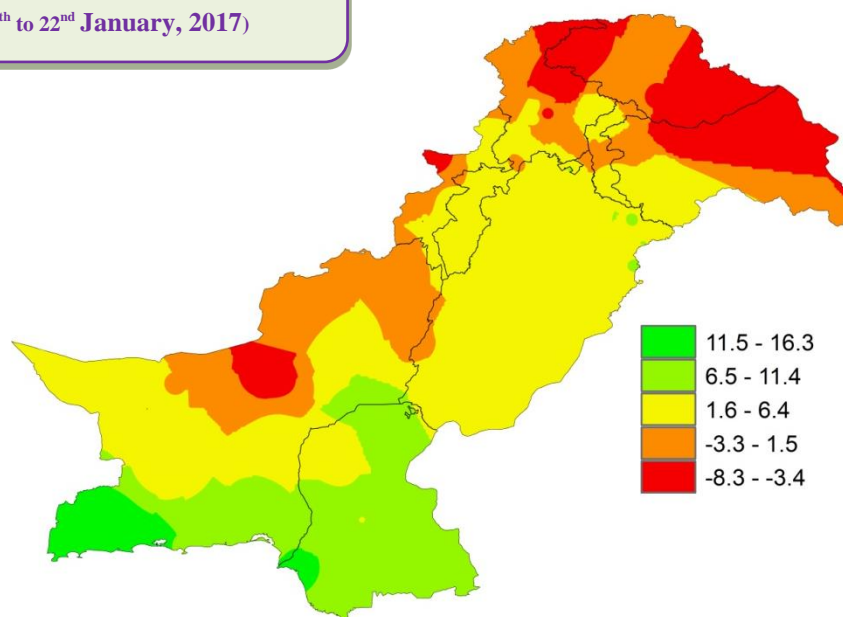 th to 22nd January, 2017)
11.5 - 16.3
6.5 - 11.4
1.6 - 6.4
-3.3 - 1.5
-8.3 - -3.4